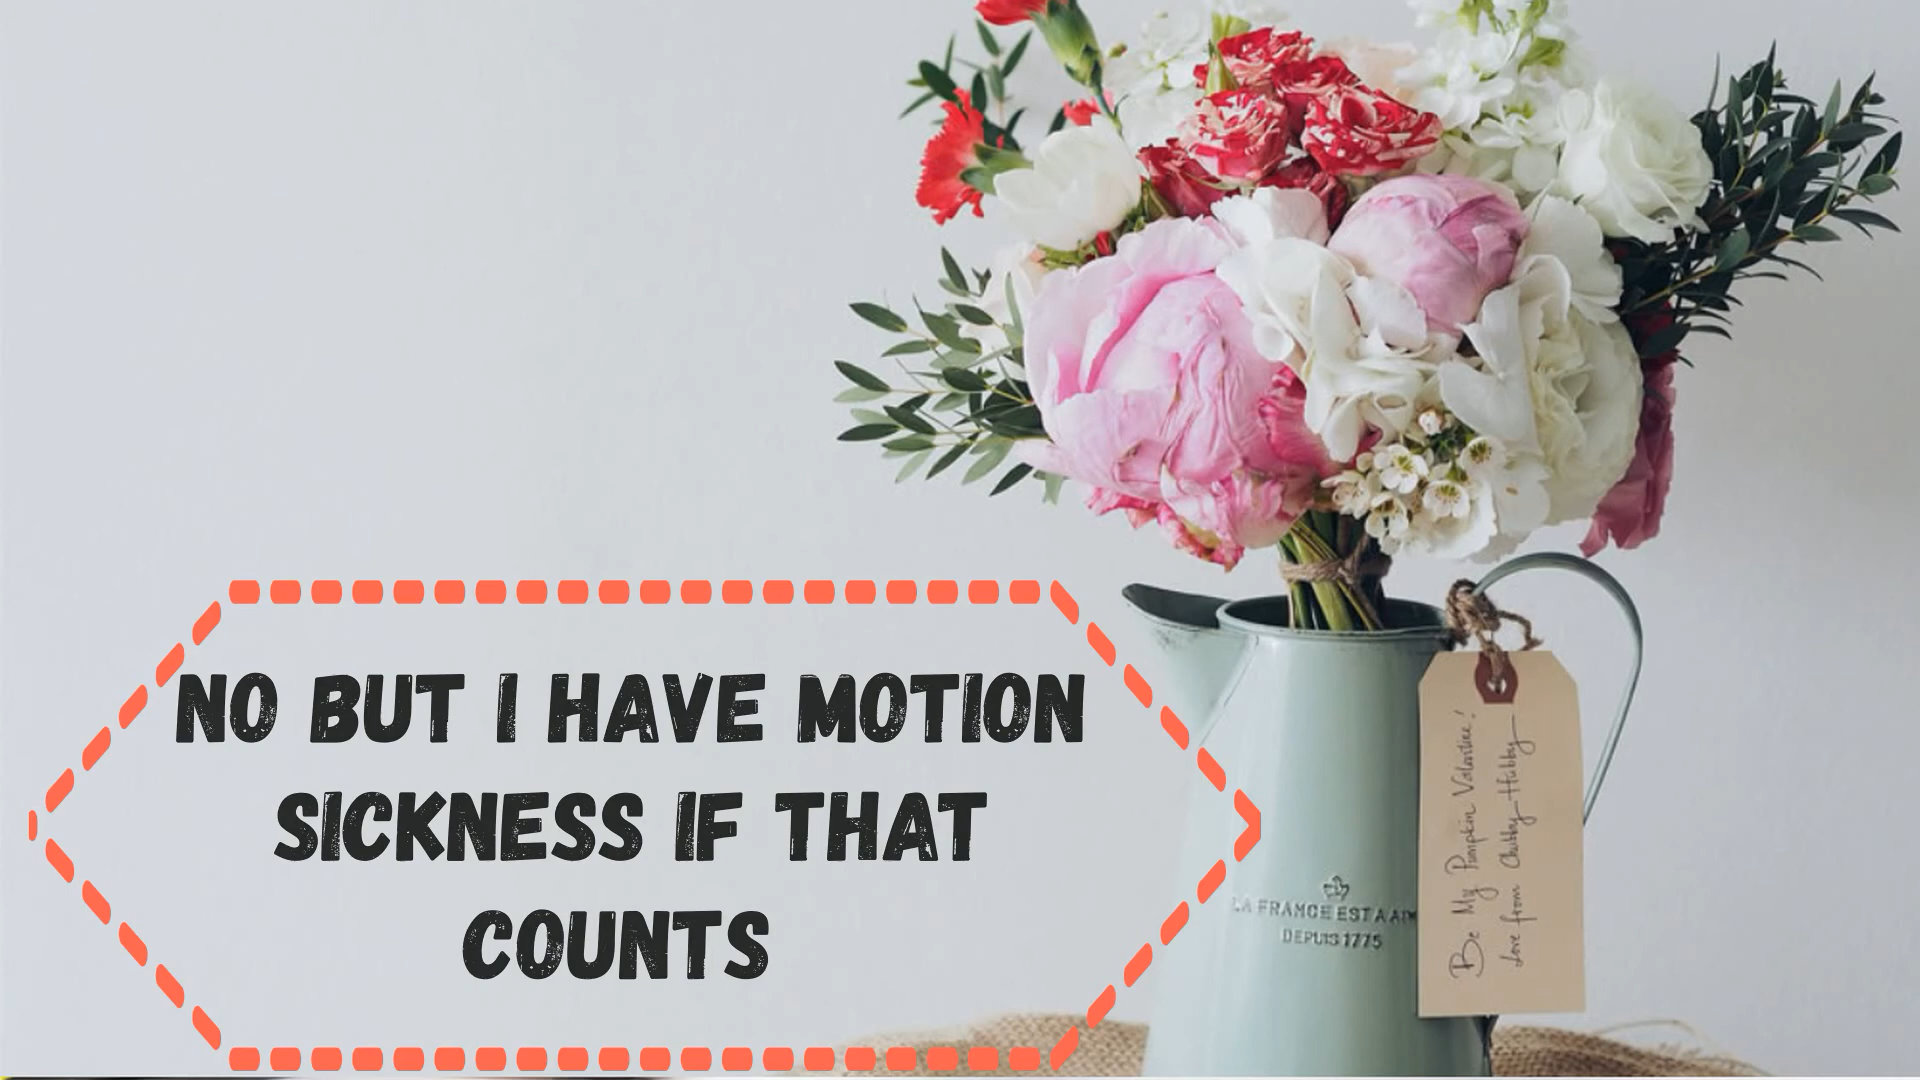 NO BUT I HAVE MOTION
SICKNESS IF THAT
COUNTS
LA FRANCE EST A A
DEPUIS 1775
Be My Pumpkin Valentine!
Love from Chubby Hubby